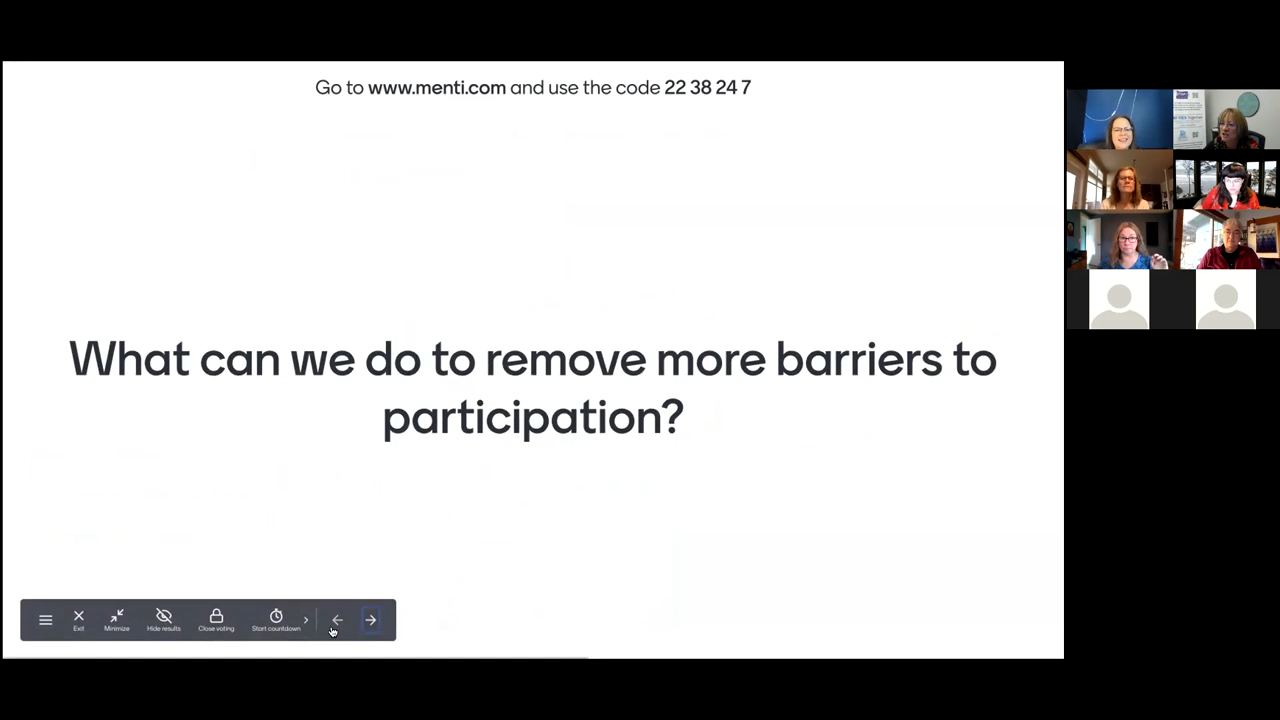 Go to www.menti.com and use the code 22 38 24 7
What can we do to remove more barriers to
participation?
Exit
Minimize
Hide results
Close voting
Start countdown